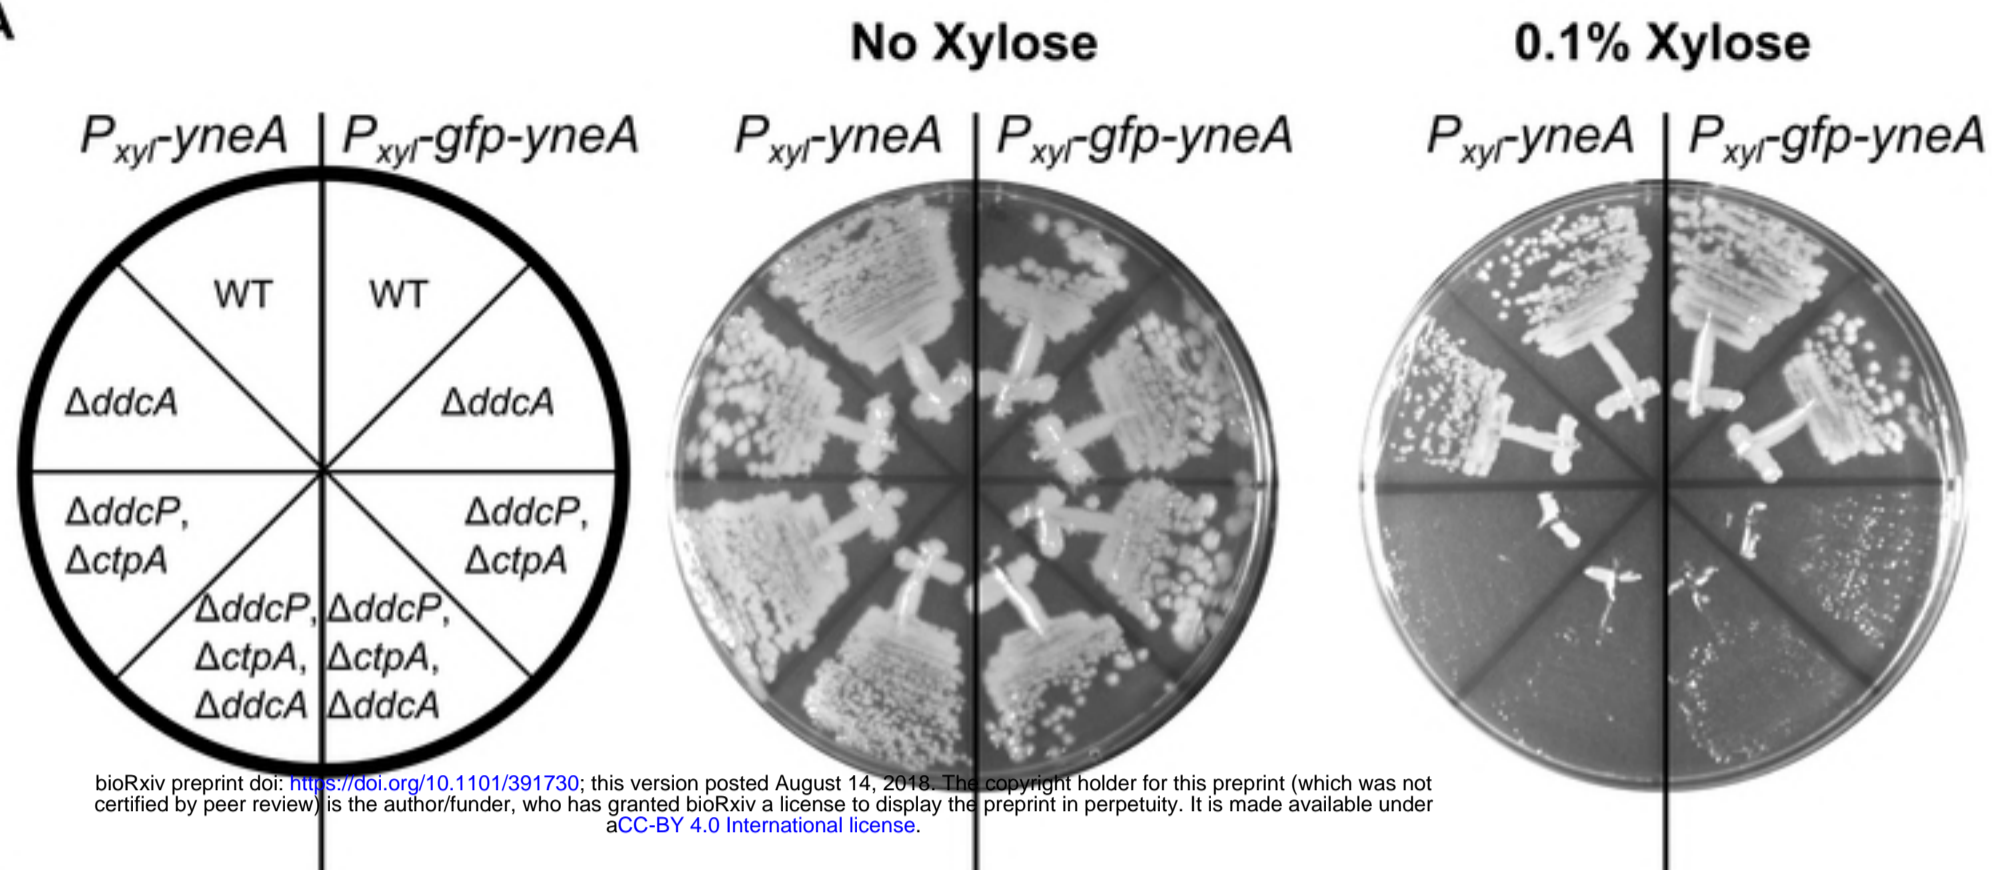 A
No Xylose
0.1% Xylose
Pxyl-yneA
Pxyl-gfp-yneA
Pxyl-yneA
Pxyl-gfp-yneA
Pxyl-yneA
Pxyl-gfp-yneA
WT
WT
ΔddcA
ΔddcA
ΔddcP,
ΔctpA
ΔddcP,
ΔctpA
ΔddcP,
ΔctpA,
ΔddcA
ΔddcP,
ΔctpA,
ΔddcA
bioRxiv preprint doi: https://doi.org/10.1101/391730; this version posted August 14, 2018. The copyright holder for this preprint (which was not
certified by peer review) is the author/funder, who has granted bioRxiv a license to display the preprint in perpetuity. It is made available under
aCC-BY 4.0 International license.